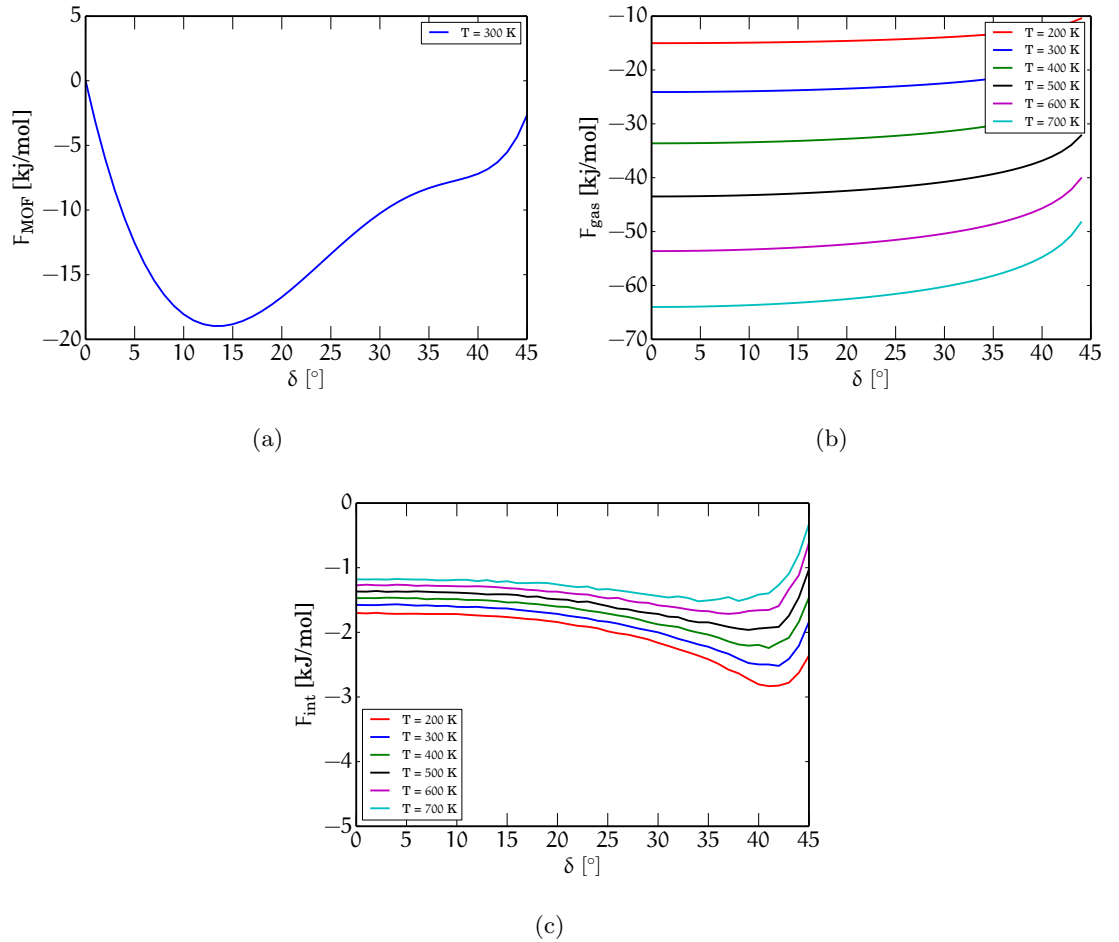 5
0
−5
−10
−15
−20
F_MOF [kj/mol]
0 5 10 15 20 25 30 35 40 45
δ [°]
T = 300 K
(a)
−10
−20
−30
−40
−50
−60
−70
F_gas [kj/mol]
0 5 10 15 20 25 30 35 40 45
δ [°]
T = 200 K
T = 300 K
T = 400 K
T = 500 K
T = 600 K
T = 700 K
(b)
0
−1
−2
−3
−4
−5
F_int [kJ/mol]
0 5 10 15 20 25 30 35 40 45
δ [°]
T = 200 K
T = 300 K
T = 400 K
T = 500 K
T = 600 K
T = 700 K
(c)